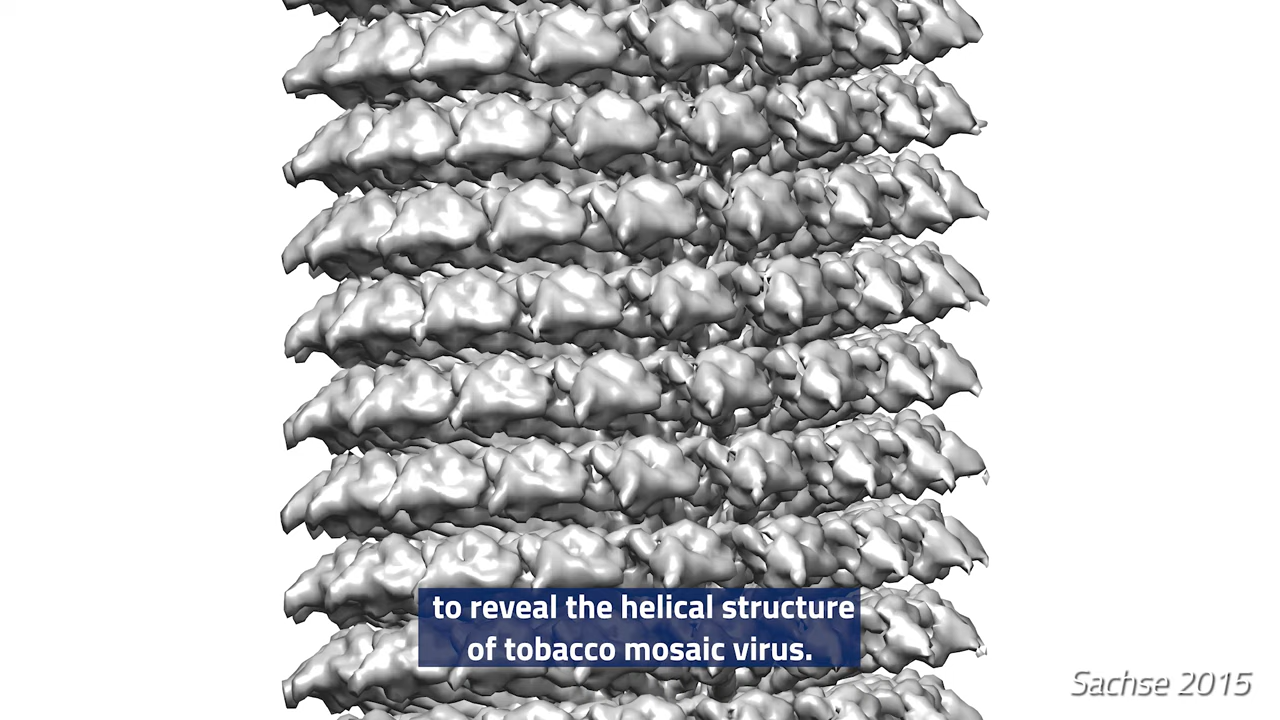 to reveal the helical structure
of tobacco mosaic virus.
Sachse 2015